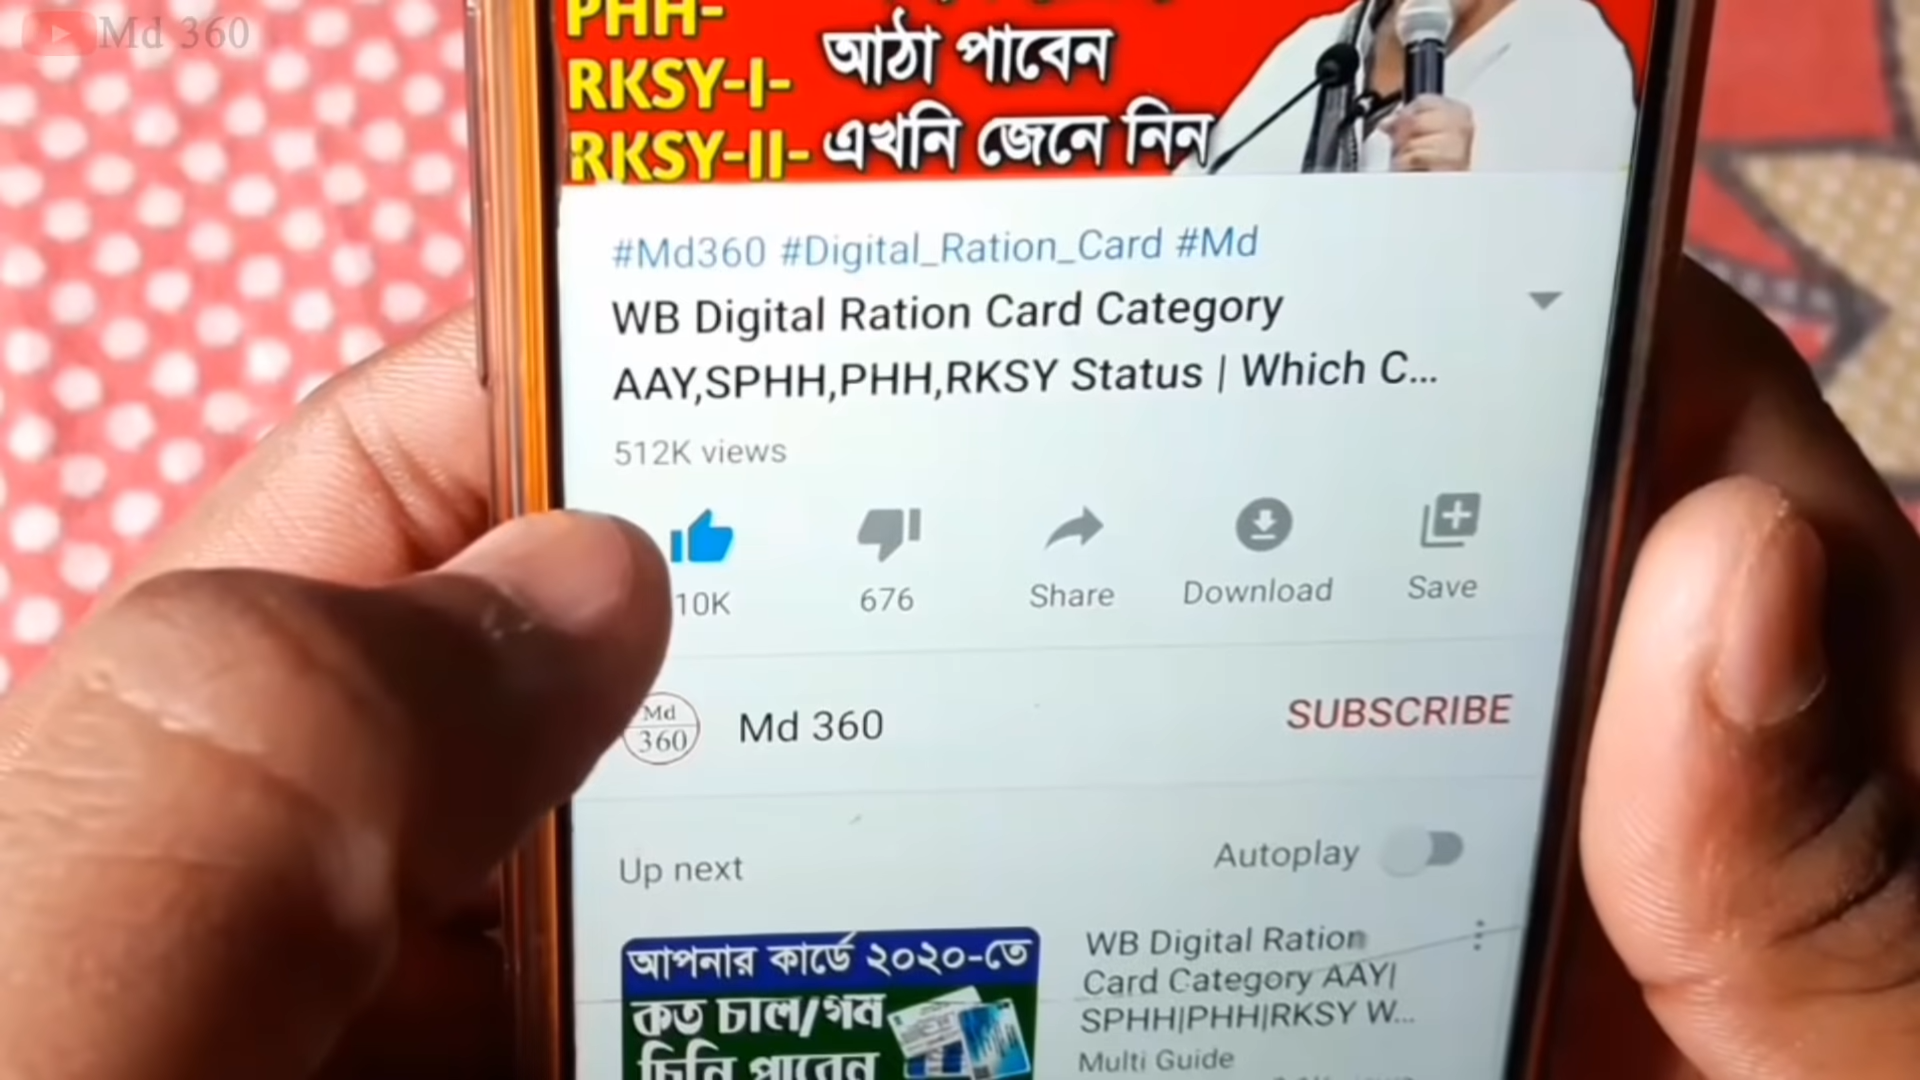 Md 360
PHH-
RKSY-I-
আঠা পাবেন
RKSY-II-
এখনি জেনে নিন
#Md360 #Digital_Ration_Card #Md
WB Digital Ration Card Category
AAY,SPHH,PHH,RKSY Status | Which C...
512K views
10K
676
Share
Download
Save
Md
360
Md 360
SUBSCRIBE
Up next
Autoplay
আপনার কার্ডে ২০২০-তে
কত চাল/গম
চিনি পাবেন
WB Digital Ration
Card Category AAY|
SPHH|PHH|RKSY W...
Multi Guide